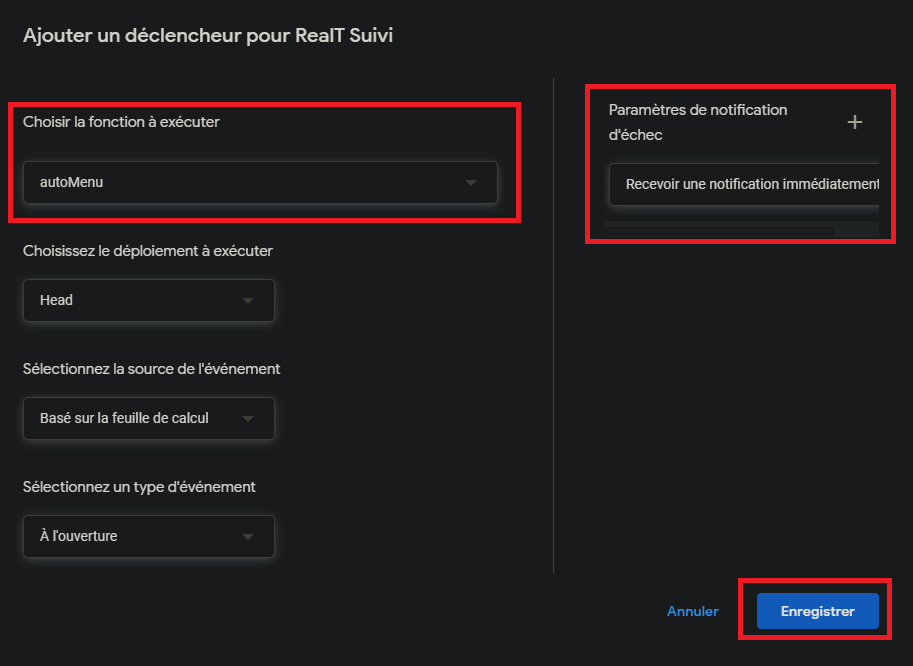 Ajouter un déclencheur pour RealT Suivi
Choisir la fonction à exécuter
autoMenu
Choisissez le déploiement à exécuter
Head
Sélectionnez la source de l'événement
Basé sur la feuille de calcul
Sélectionnez un type d'événement
À l'ouverture
Paramètres de notification
d'échec
+
Recevoir une notification immédiatement
Annuler
Enregistrer